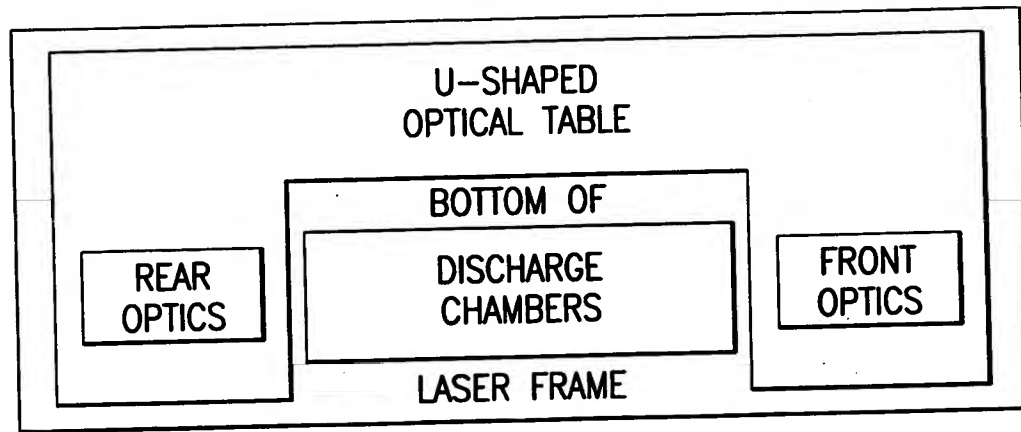 U-SHAPED
OPTICAL TABLE
BOTTOM OF
REAR
OPTICS
DISCHARGE
CHAMBERS
FRONT
OPTICS
LASER FRAME